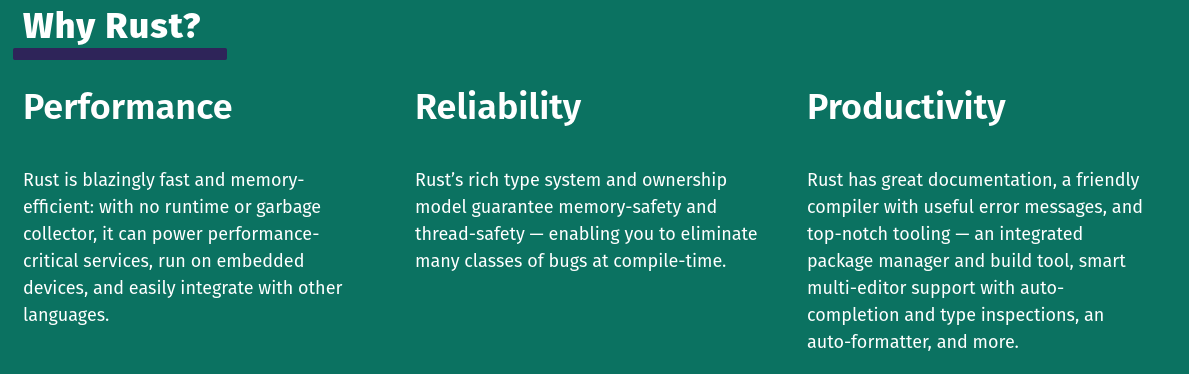 Why Rust?
Performance
Rust is blazingly fast and memory-
efficient: with no runtime or garbage
collector, it can power performance-
critical services, run on embedded
devices, and easily integrate with other
languages.
Reliability
Rust’s rich type system and ownership
model guarantee memory-safety and
thread-safety — enabling you to eliminate
many classes of bugs at compile-time.
Productivity
Rust has great documentation, a friendly
compiler with useful error messages, and
top-notch tooling — an integrated
package manager and build tool, smart
multi-editor support with auto-
completion and type inspections, an
auto-formatter, and more.